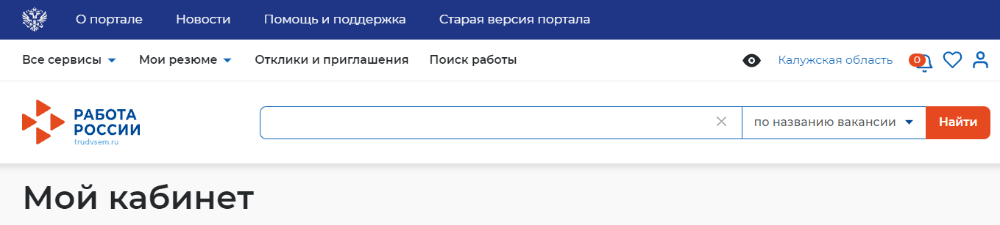 О портале Новости Помощь и поддержка Старая версия портала
Все сервисы Мои резюме Отклики и приглашения Поиск работы Калужская область 0
РАБОТА
РОССИИ
trudvsem.ru
по названию вакансии Найти
Мой кабинет